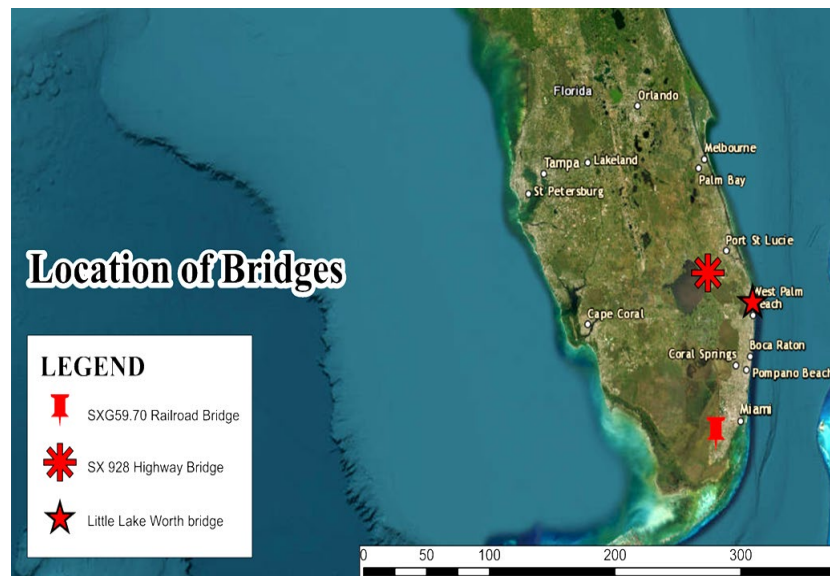 Florida
Orlando
Melbourne
Tampa
Lakeland
Palm Bay
St Petersburg
Port St Lucie
Location of Bridges
West Palm
Beach
Cape Coral
Boca Raton
Coral Springs
Pompano Beach
Miami
LEGEND
SXG59.70 Railroad Bridge
SX 928 Highway Bridge
Little Lake Worth bridge
0 50 100 200 300